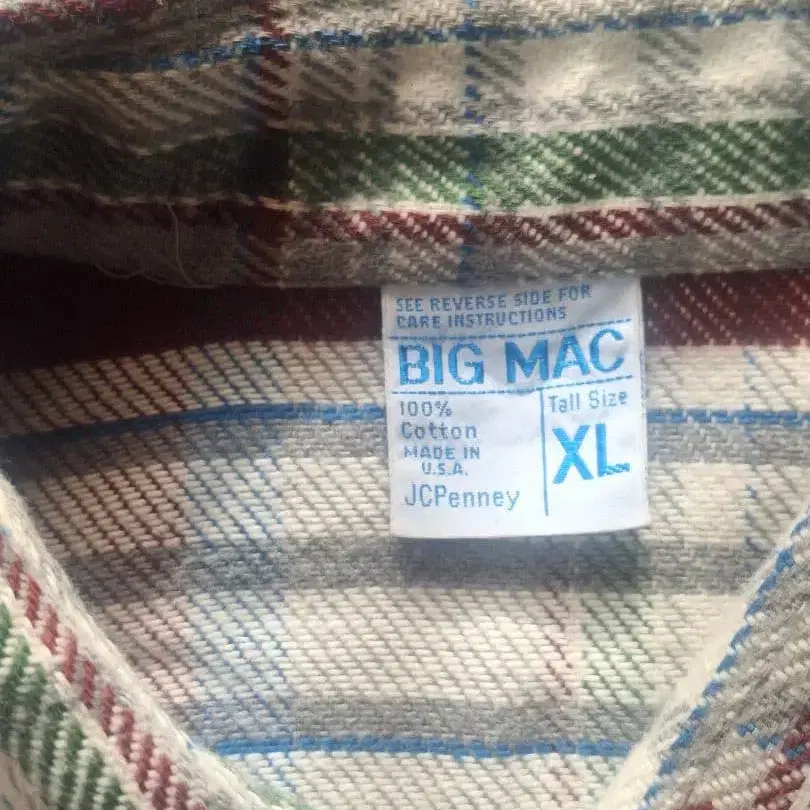 SEE REVERSE SIDE FOR
CARE INSTRUCTIONS
BIG MAC
100%
Cotton
MADE IN
U.S.A.
JCPenney
Tall Size
XL